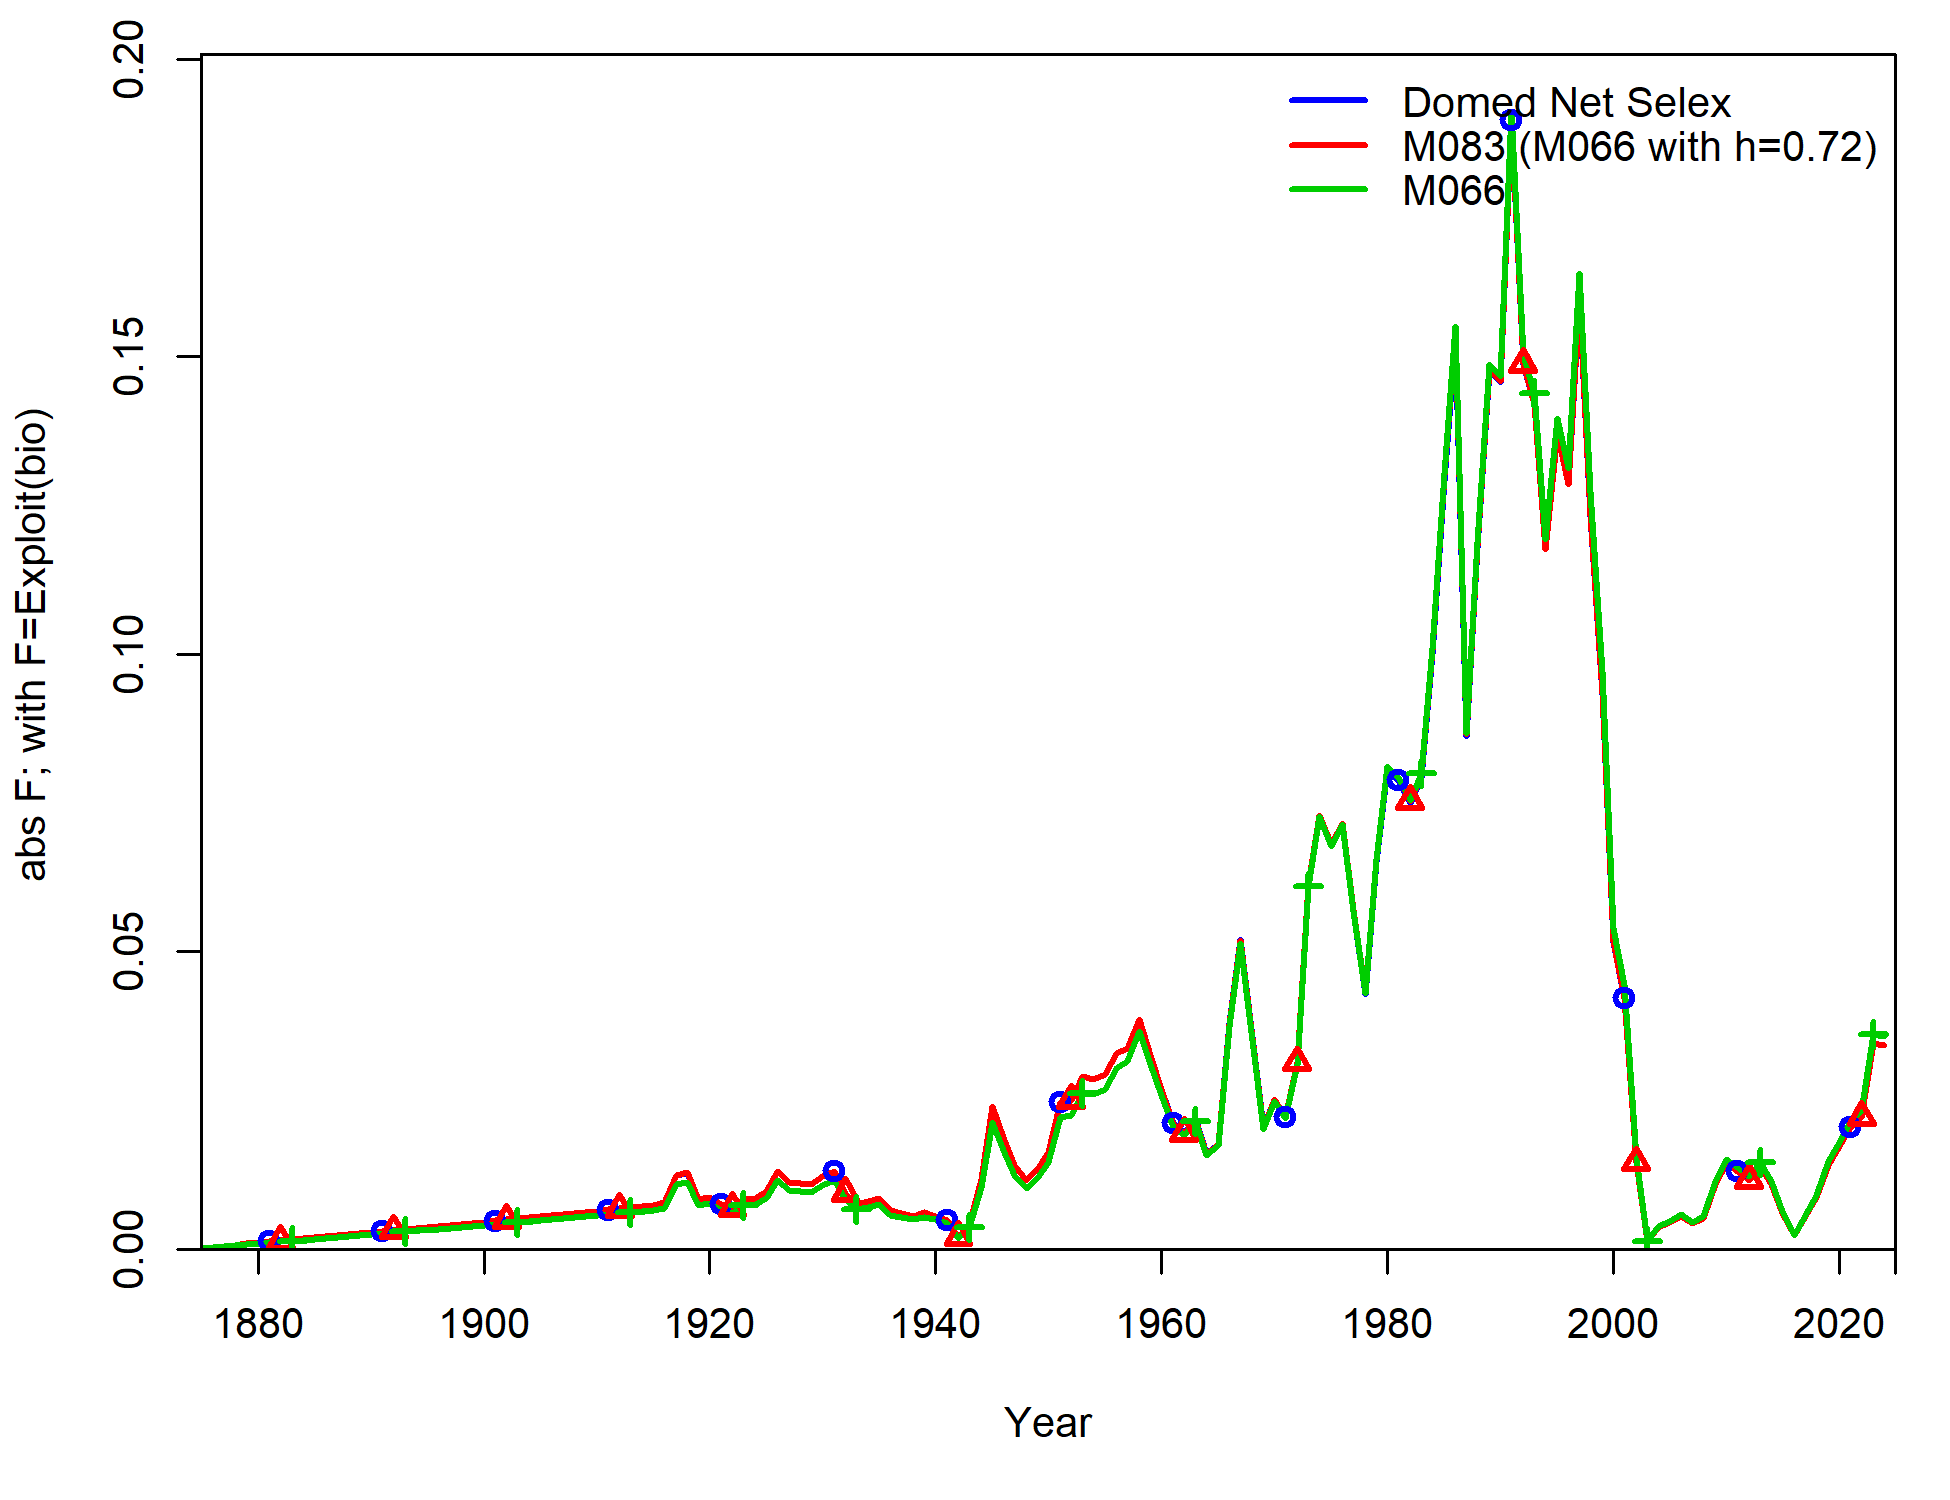 Domed Net Selex
M083 (M066 with h=0.72)
M066
abs F; with F=Exploit(bio)
0.20
0.15
0.10
0.05
0.00
1880 1900 1920 1940 1960 1980 2000 2020
Year